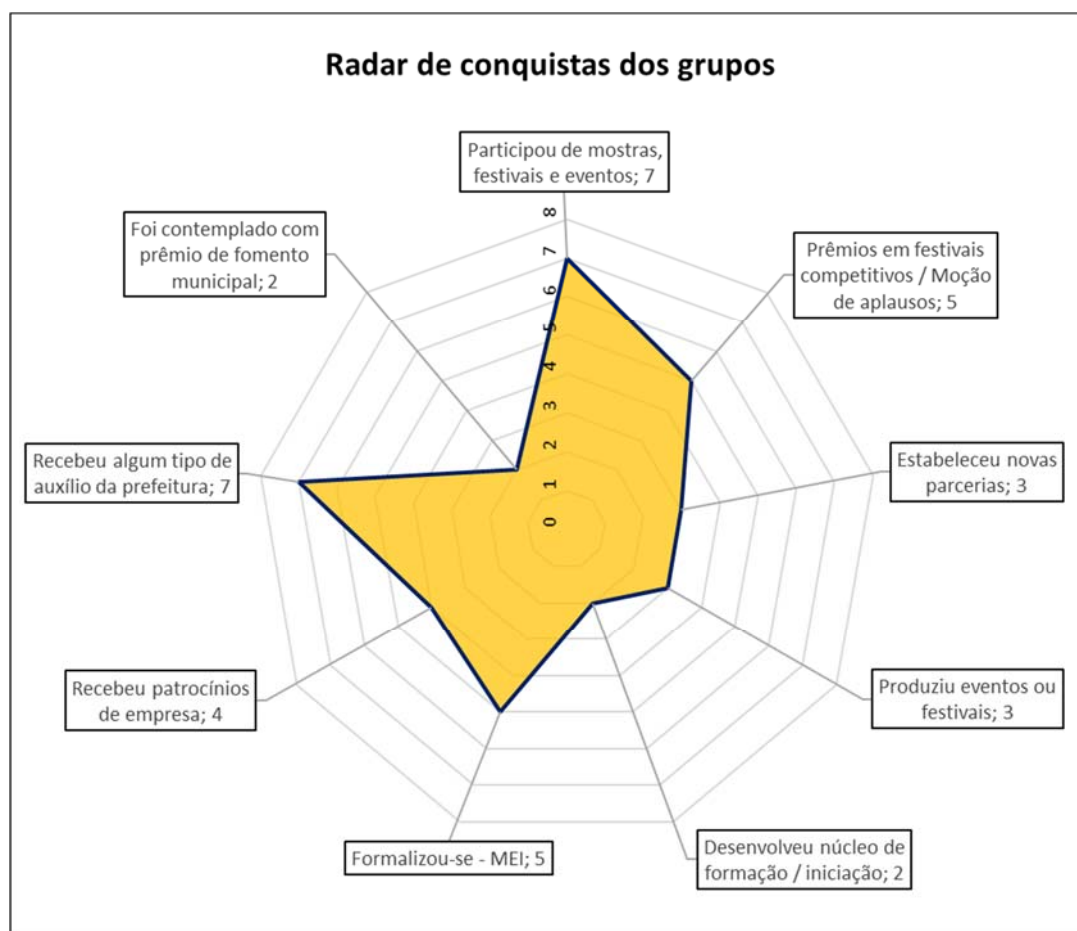 Radar de conquistas dos grupos
Participou de mostras,
festivais e eventos; 7
Prêmios em festivais
competitivos / Moção
de aplausos; 5
Estabeleceu novas
parcerias; 3
Produziu eventos ou
festivais; 3
Desenvolveu núcleo de
formação / iniciação; 2
Formalizou-se - MEI; 5
Recebeu patrocínios
de empresa; 4
Recebeu algum tipo de
auxílio da prefeitura; 7
Foi contemplado com
prêmio de fomento
municipal; 2
8
7
6
5
4
3
2
1
0